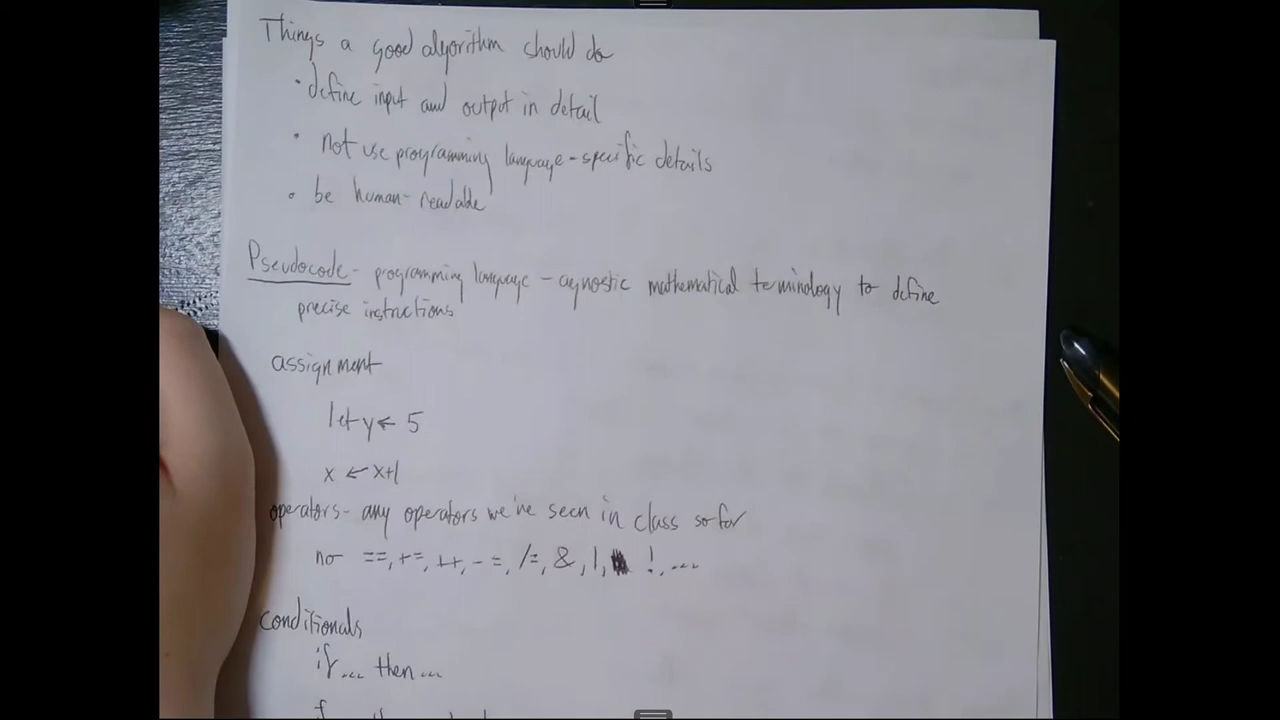 Things a good algorithm should do
• define input and output in detail
• not use programming language-specific details
• be human-readable
Pseudocode - programming language-agnostic mathematical terminology to define
precise instructions
assignment
let y ← 5
x ← x+1
operators - any operators we've seen in class so far
no ==, +=, ++, -=, /=, &, |, !, ...
conditionals
if ... then ...